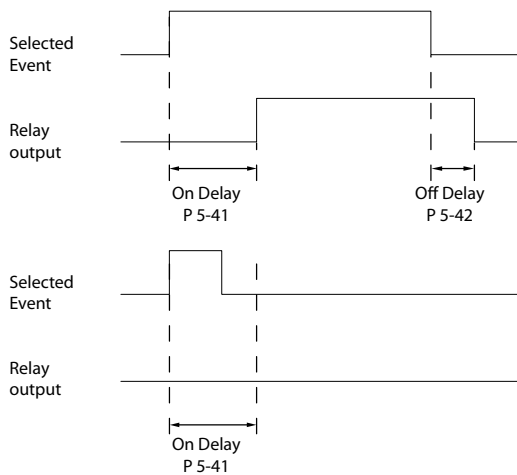 Selected
Event
Relay
output
On Delay
P 5-41
Off Delay
P 5-42
Selected
Event
Relay
output
On Delay
P 5-41